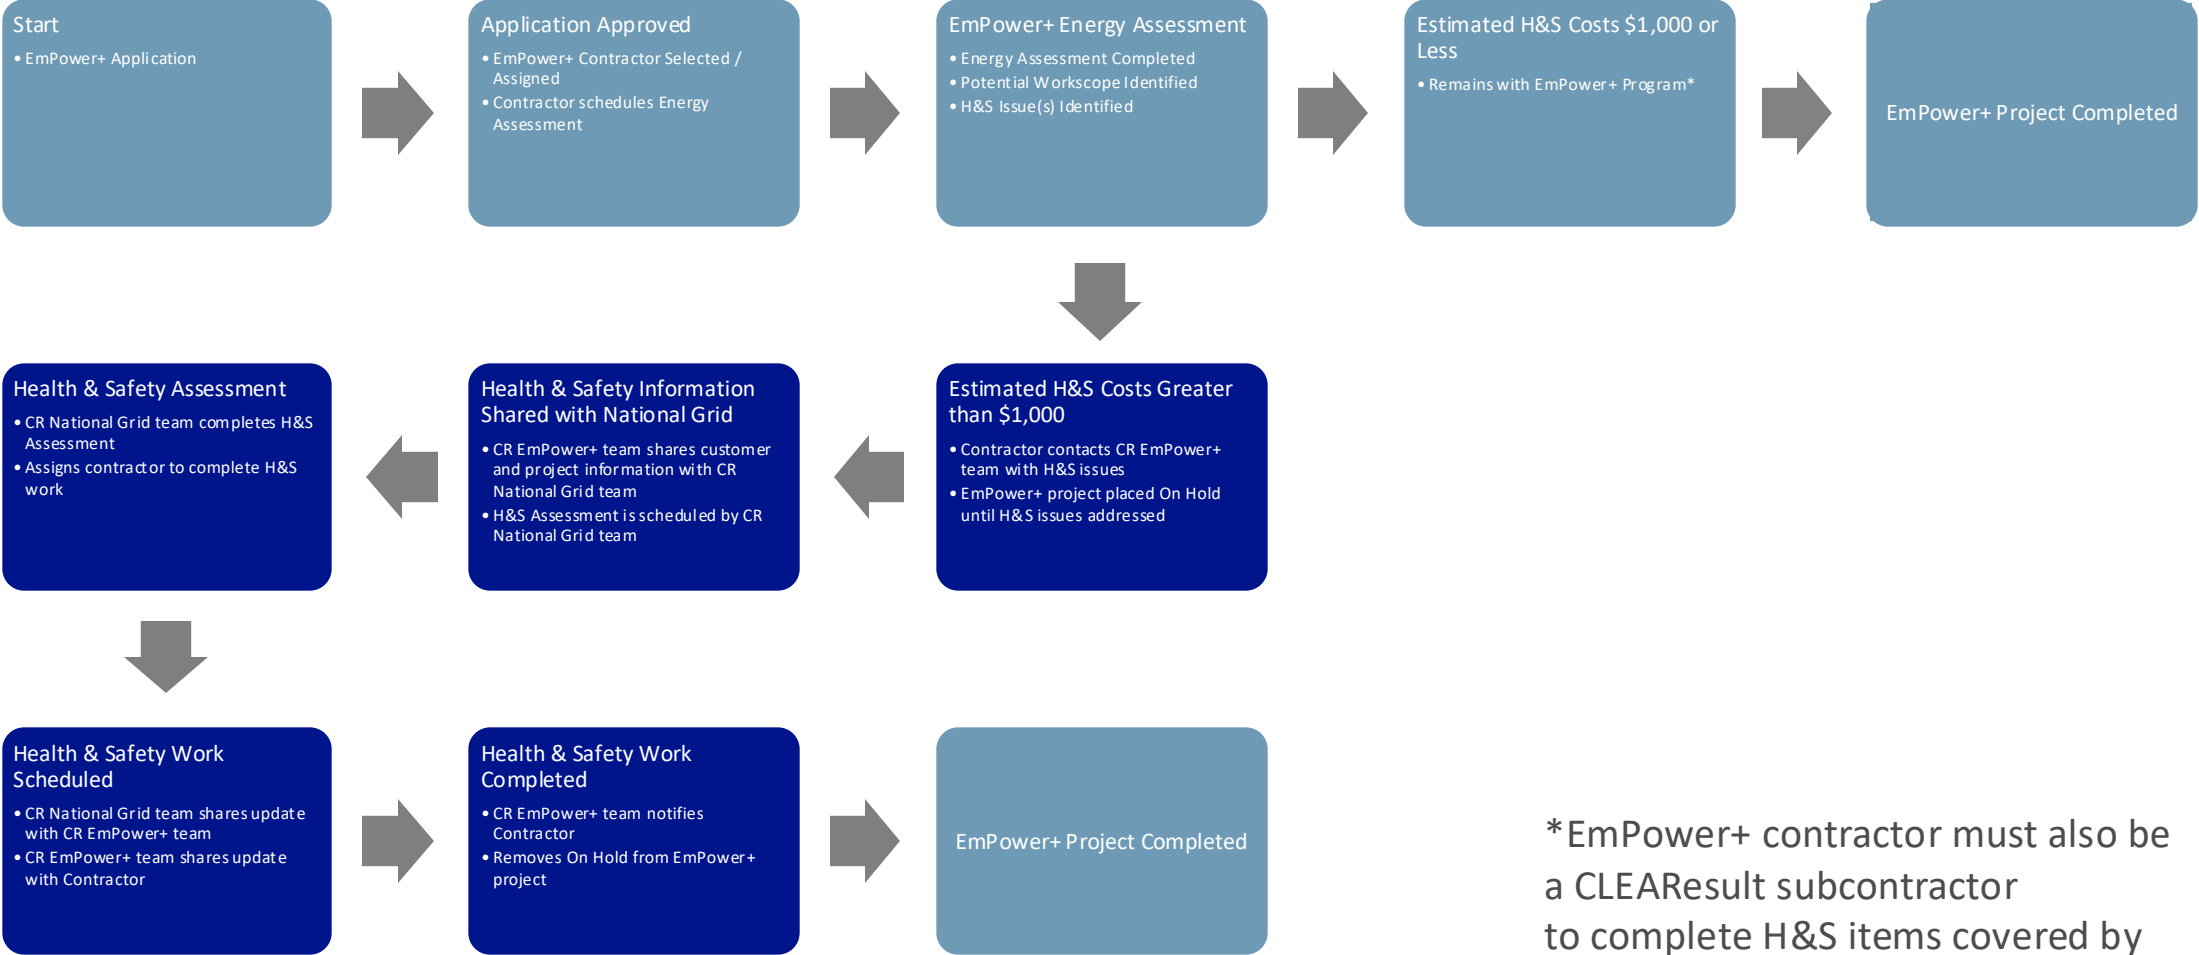 Start
• EmPower+ Application
Application Approved
• EmPower+ Contractor Selected /
Assigned
• Contractor schedules Energy
Assessment
EmPower+ Energy Assessment
• Energy Assessment Completed
• Potential Workscope Identified
• H&S Issue(s) Identified
Estimated H&S Costs $1,000 or
Less
• Remains with EmPower+ Program*
EmPower+ Project Completed
Health & Safety Assessment
• CR National Grid team completes H&S
Assessment
• Assigns contractor to complete H&S
work
Health & Safety Information
Shared with National Grid
• CR EmPower+ team shares customer
and project information with CR
National Grid team
• H&S Assessment is scheduled by CR
National Grid team
Estimated H&S Costs Greater
than $1,000
• Contractor contacts CR EmPower+
team with H&S issues
• EmPower+ project placed On Hold
until H&S issues addressed
Health & Safety Work
Scheduled
• CR National Grid team shares update
with CR EmPower+ team
• CR EmPower+ team shares update
with Contractor
Health & Safety Work
Completed
• CR EmPower+ team notifies
Contractor
• Removes On Hold from EmPower+
project
EmPower+ Project Completed
*EmPower+ contractor must also be
a CLEAResult subcontractor
to complete H&S items covered by